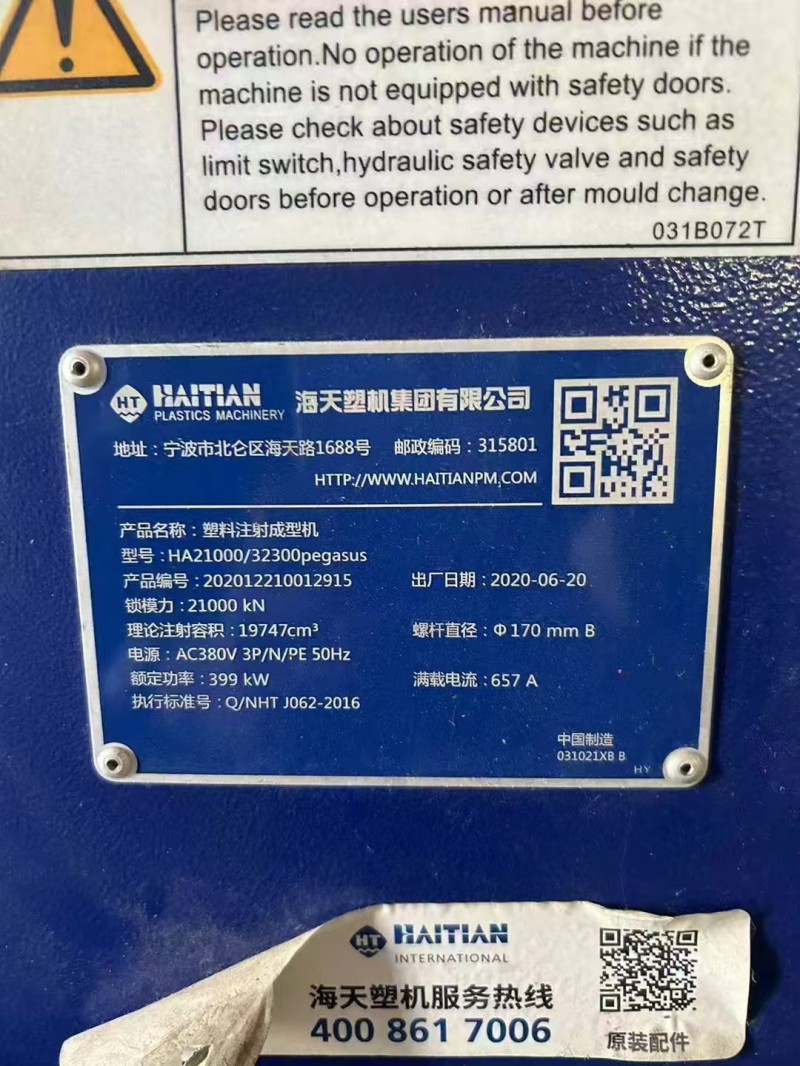 Please read the users manual before
operation.No operation of the machine if the
machine is not equipped with safety doors.
Please check about safety devices such as
limit switch,hydraulic safety valve and safety
doors before operation or after mould change.
031B072T
HT HAITIAN
PLASTICS MACHINERY
海天塑机集团有限公司
地址：宁波市北仑区海天路1688号 邮政编码：315801
HTTP://WWW.HAITIANPM.COM
产品名称：塑料注射成型机
型号：HA21000/32300pegasus
产品编号：202012210012915 出厂日期：2020-06-20
锁模力：21000 kN
理论注射容积：19747cm³ 螺杆直径：Φ170 mm B
电源：AC380V 3P/N/PE 50Hz
额定功率：399 kW 满载电流：657 A
执行标准号：Q/NHT J062-2016
中国制造
031021XB B
HY
HT HAITIAN
INTERNATIONAL
海天塑机服务热线
400 861 7006
原装配件